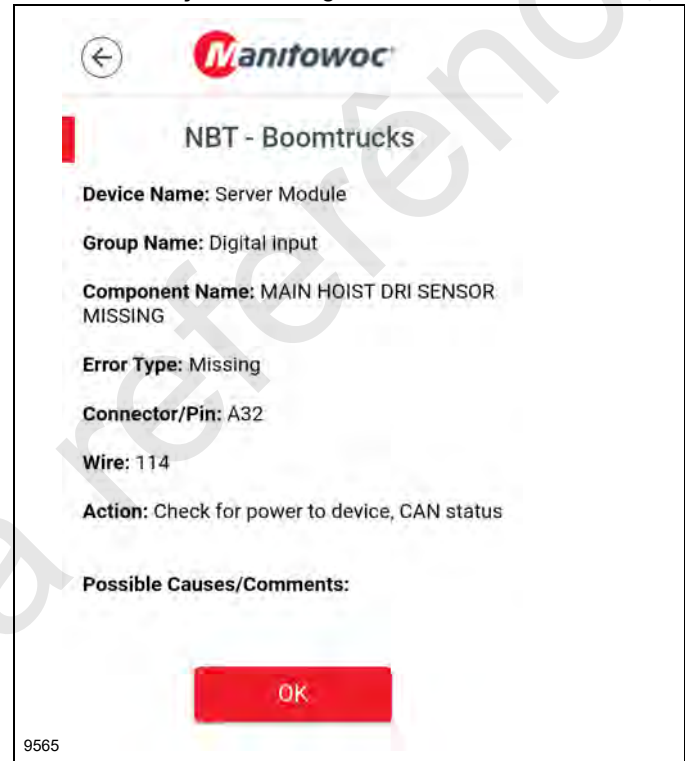 Manitowoc
NBT - Boomtrucks
Device Name: Server Module
Group Name: Digital input
Component Name: MAIN HOIST DRI SENSOR
MISSING
Error Type: Missing
Connector/Pin: A32
Wire: 114
Action: Check for power to device, CAN status
Possible Causes/Comments:
OK
9565